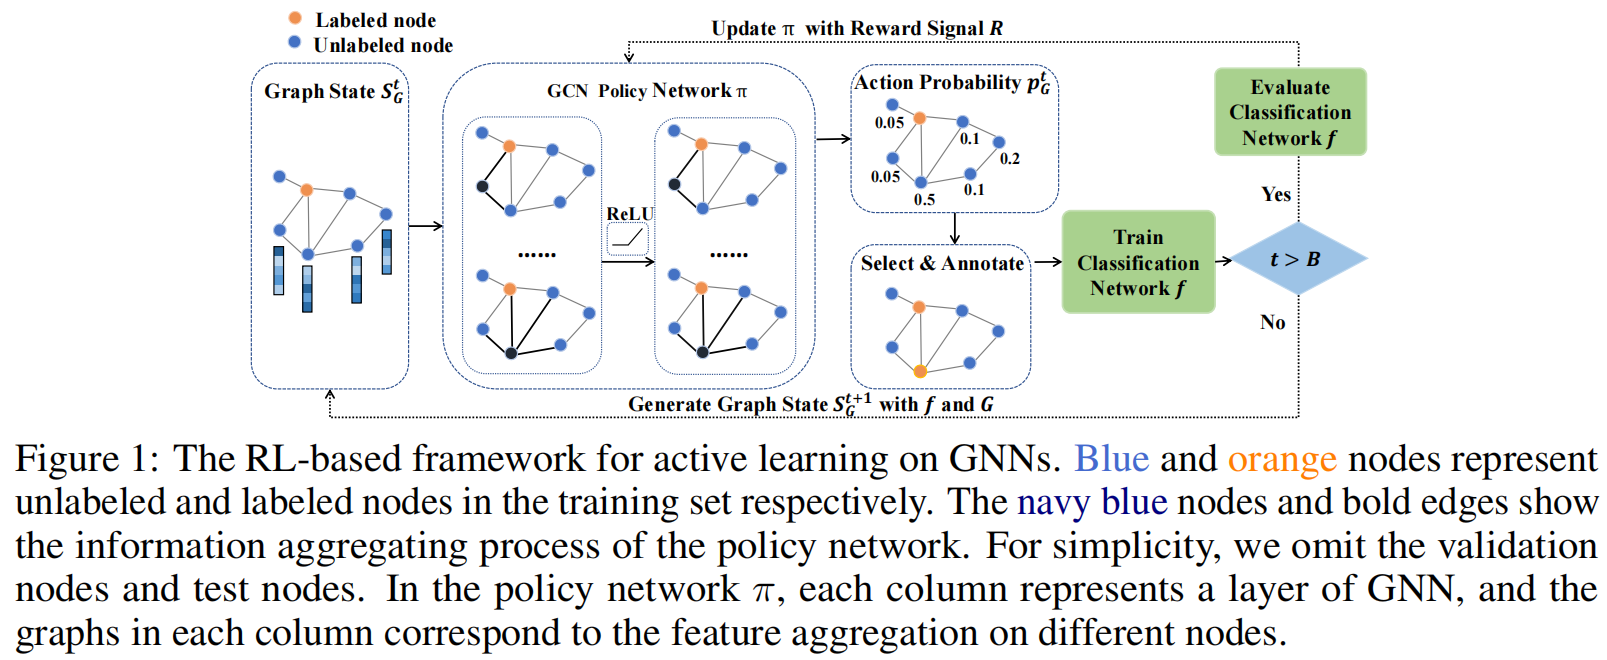 Labeled node
Unlabeled node
Update π with Reward Signal R
Graph State S_G^t
GCN Policy Network π
ReLU
......
......
Action Probability p_G^t
0.05
0.1
0.2
0.05
0.1
0.5
Select & Annotate
Train
Classification
Network f
Evaluate
Classification
Network f
Yes
t > B
No
Generate Graph State S_G^{t+1} with f and G
Figure 1: The RL-based framework for active learning on GNNs. Blue and orange nodes represent
unlabeled and labeled nodes in the training set respectively. The navy blue nodes and bold edges show
the information aggregating process of the policy network. For simplicity, we omit the validation
nodes and test nodes. In the policy network π, each column represents a layer of GNN, and the
graphs in each column correspond to the feature aggregation on different nodes.